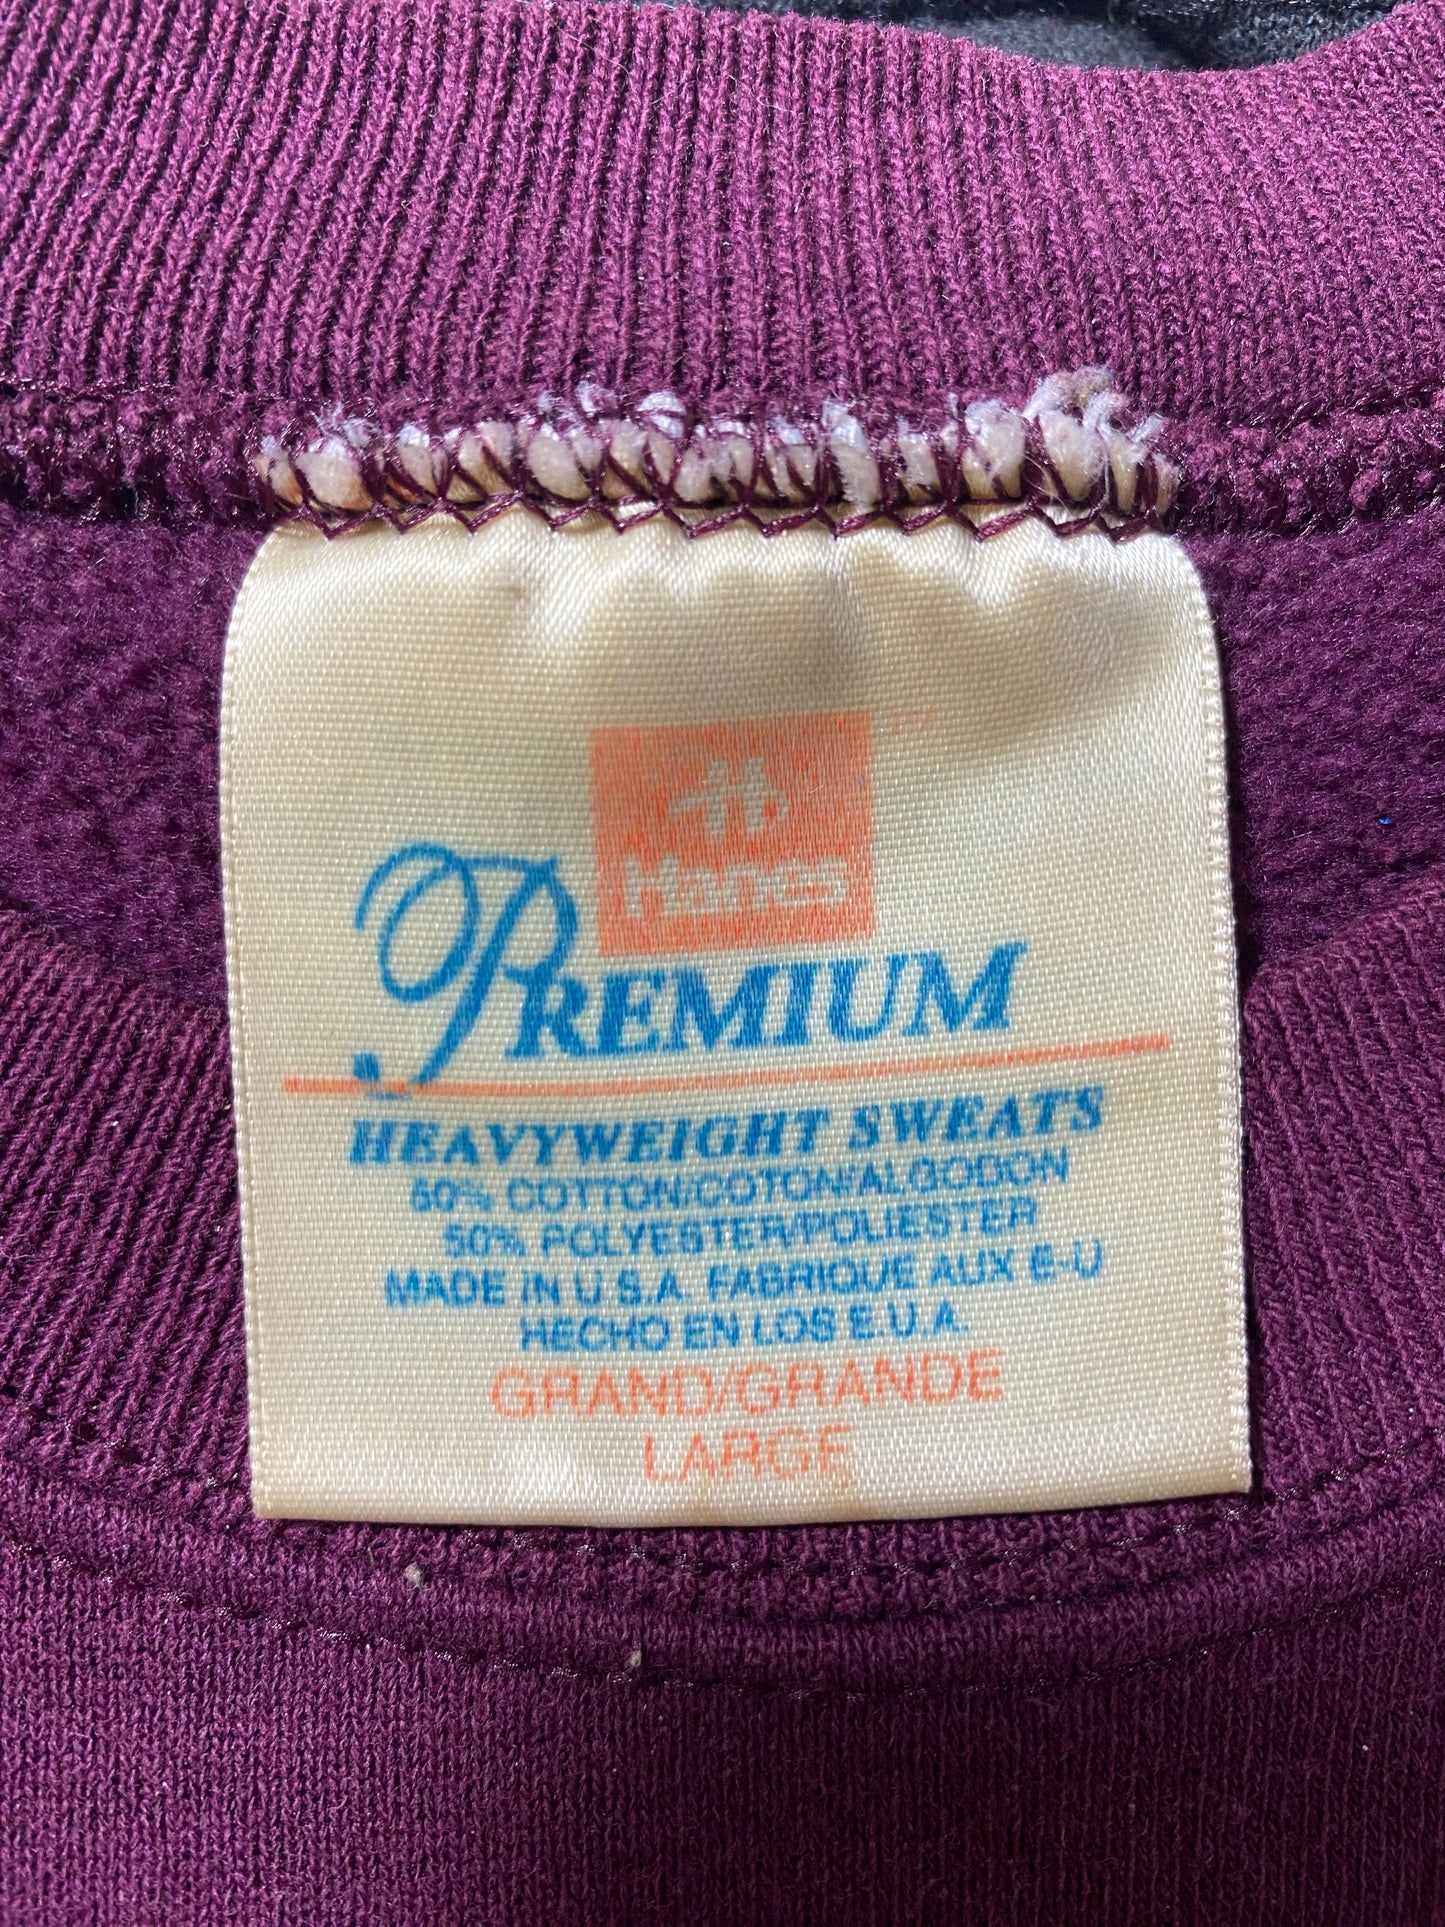 TM
Hanes
PREMIUM
HEAVYWEIGHT SWEATS
50% COTTON/COTON/ALGODON
50% POLYESTER/POLIESTER
MADE IN U.S.A. FABRIQUE AUX E-U
HECHO EN LOS E.U.A.
GRAND/GRANDE
LARGE